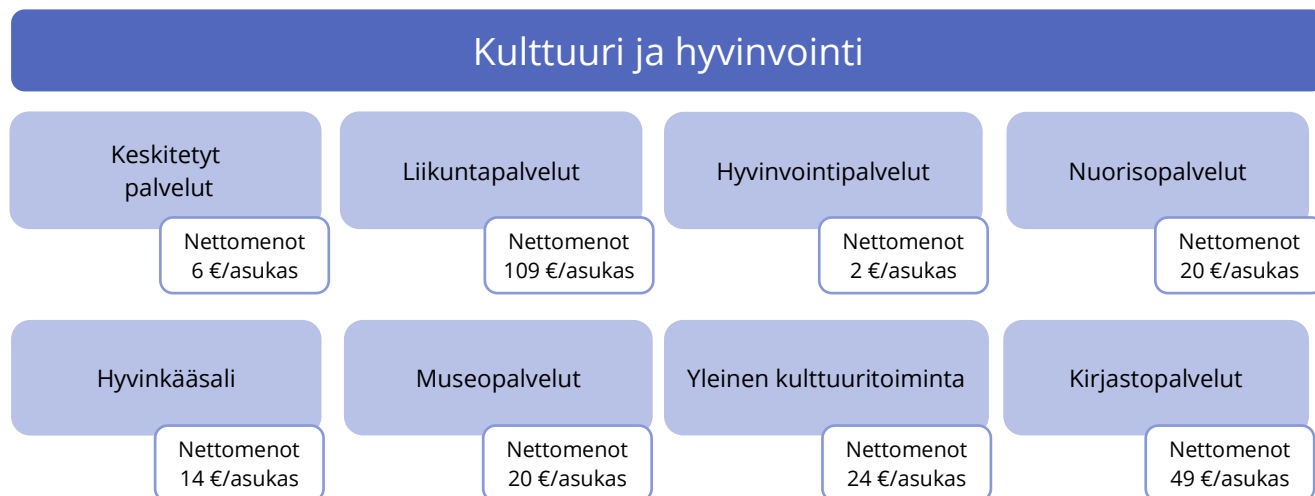 Kulttuuri ja hyvinvointi
Keskitetyt
palvelut
Nettomenot
6 €/asukas
Liikuntapalvelut
Nettomenot
109 €/asukas
Hyvinvointipalvelut
Nettomenot
2 €/asukas
Nuorisopalvelut
Nettomenot
20 €/asukas
Hyvinkääsali
Nettomenot
14 €/asukas
Museopalvelut
Nettomenot
20 €/asukas
Yleinen kulttuuritoiminta
Nettomenot
24 €/asukas
Kirjastopalvelut
Nettomenot
49 €/asukas